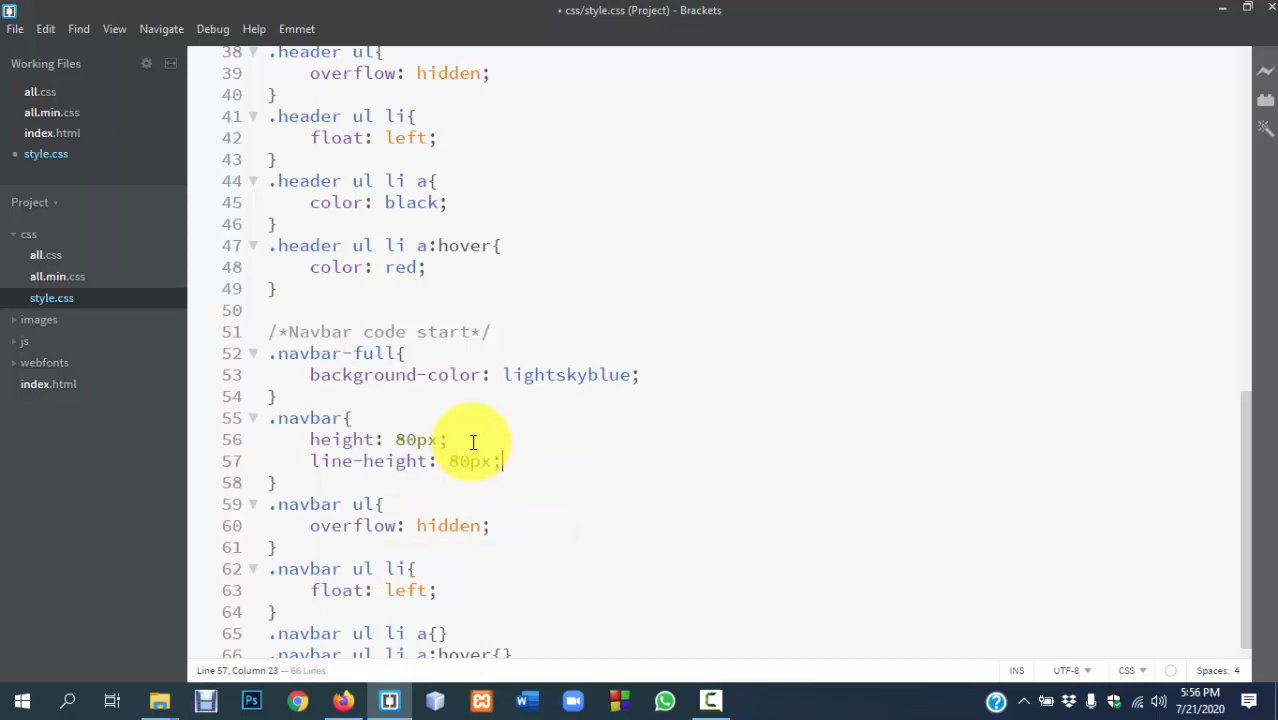 css/style.css (Project) - Brackets
File Edit Find View Navigate Debug Help Emmet
Working Files
all.css
all.min.css
index.html
style.css
Project
css
all.css
all.min.css
style.css
images
js
webfonts
index.html
38 .header ul{
39 overflow: hidden;
40 }
41 .header ul li{
42 float: left;
43 }
44 .header ul li a{
45 color: black;
46 }
47 .header ul li a:hover{
48 color: red;
49 }
50
51 /*Navbar code start*/
52 .navbar-full{
53 background-color: lightskyblue;
54 }
55 .navbar{
56 height: 80px;
57 line-height: 80px;
58 }
59 .navbar ul{
60 overflow: hidden;
61 }
62 .navbar ul li{
63 float: left;
64 }
65 .navbar ul li a{}
66 .navbar ul li a:hover{}
Line 57, Column 23 — 66 Lines
INS UTF-8 CSS Spaces: 4
5:56 PM
7/21/2020